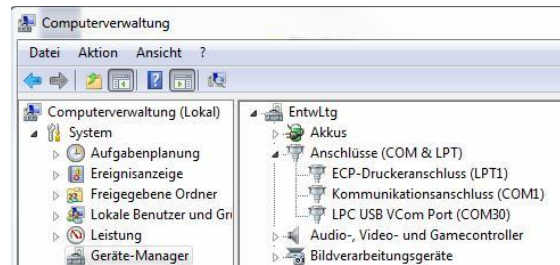 Computerverwaltung
Datei Aktion Ansicht ?
Computerverwaltung (Lokal)
System
Aufgabenplanung
Ereignisanzeige
Freigegebene Ordner
Lokale Benutzer und Gru
Leistung
Geräte-Manager
EntwLtg
Akkus
Anschlüsse (COM & LPT)
ECP-Druckeranschluss (LPT1)
Kommunikationsanschluss (COM1)
LPC USB VCom Port (COM30)
Audio-, Video- und Gamecontroller
Bildverarbeitungsgeräte